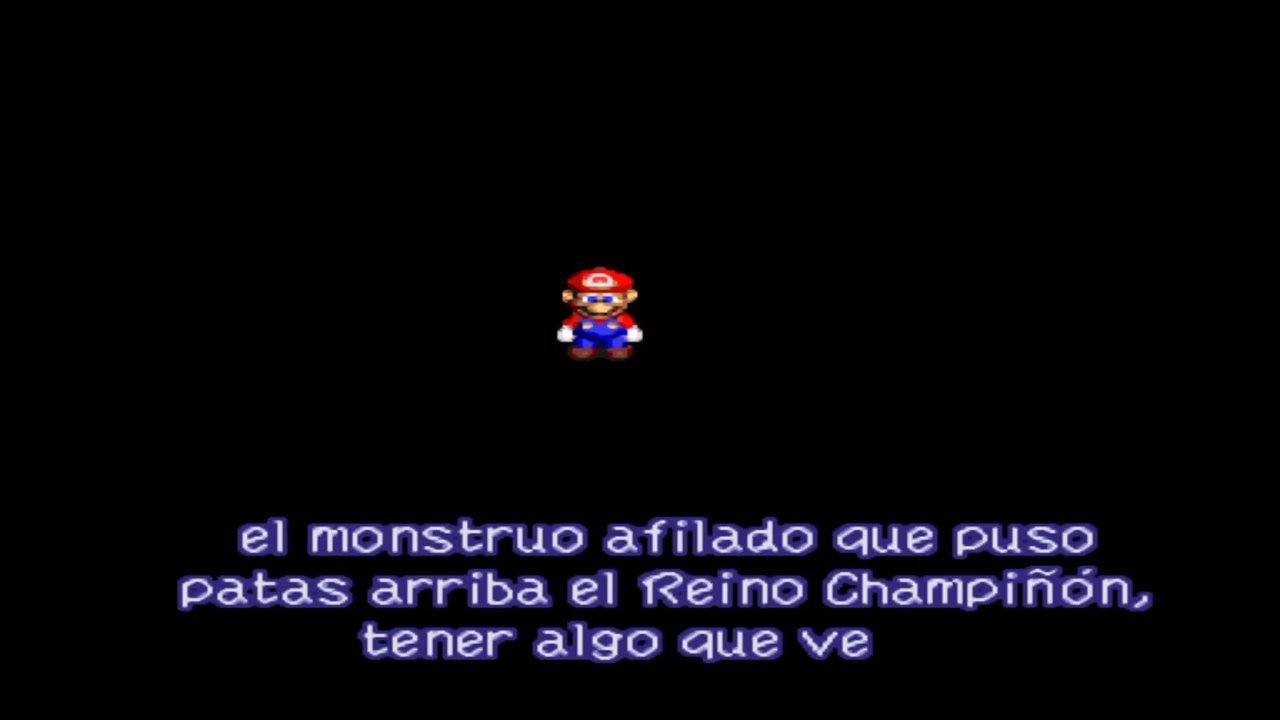 el monstruo afilado que puso
patas arriba el Reino Champiñón,
tener algo que ve